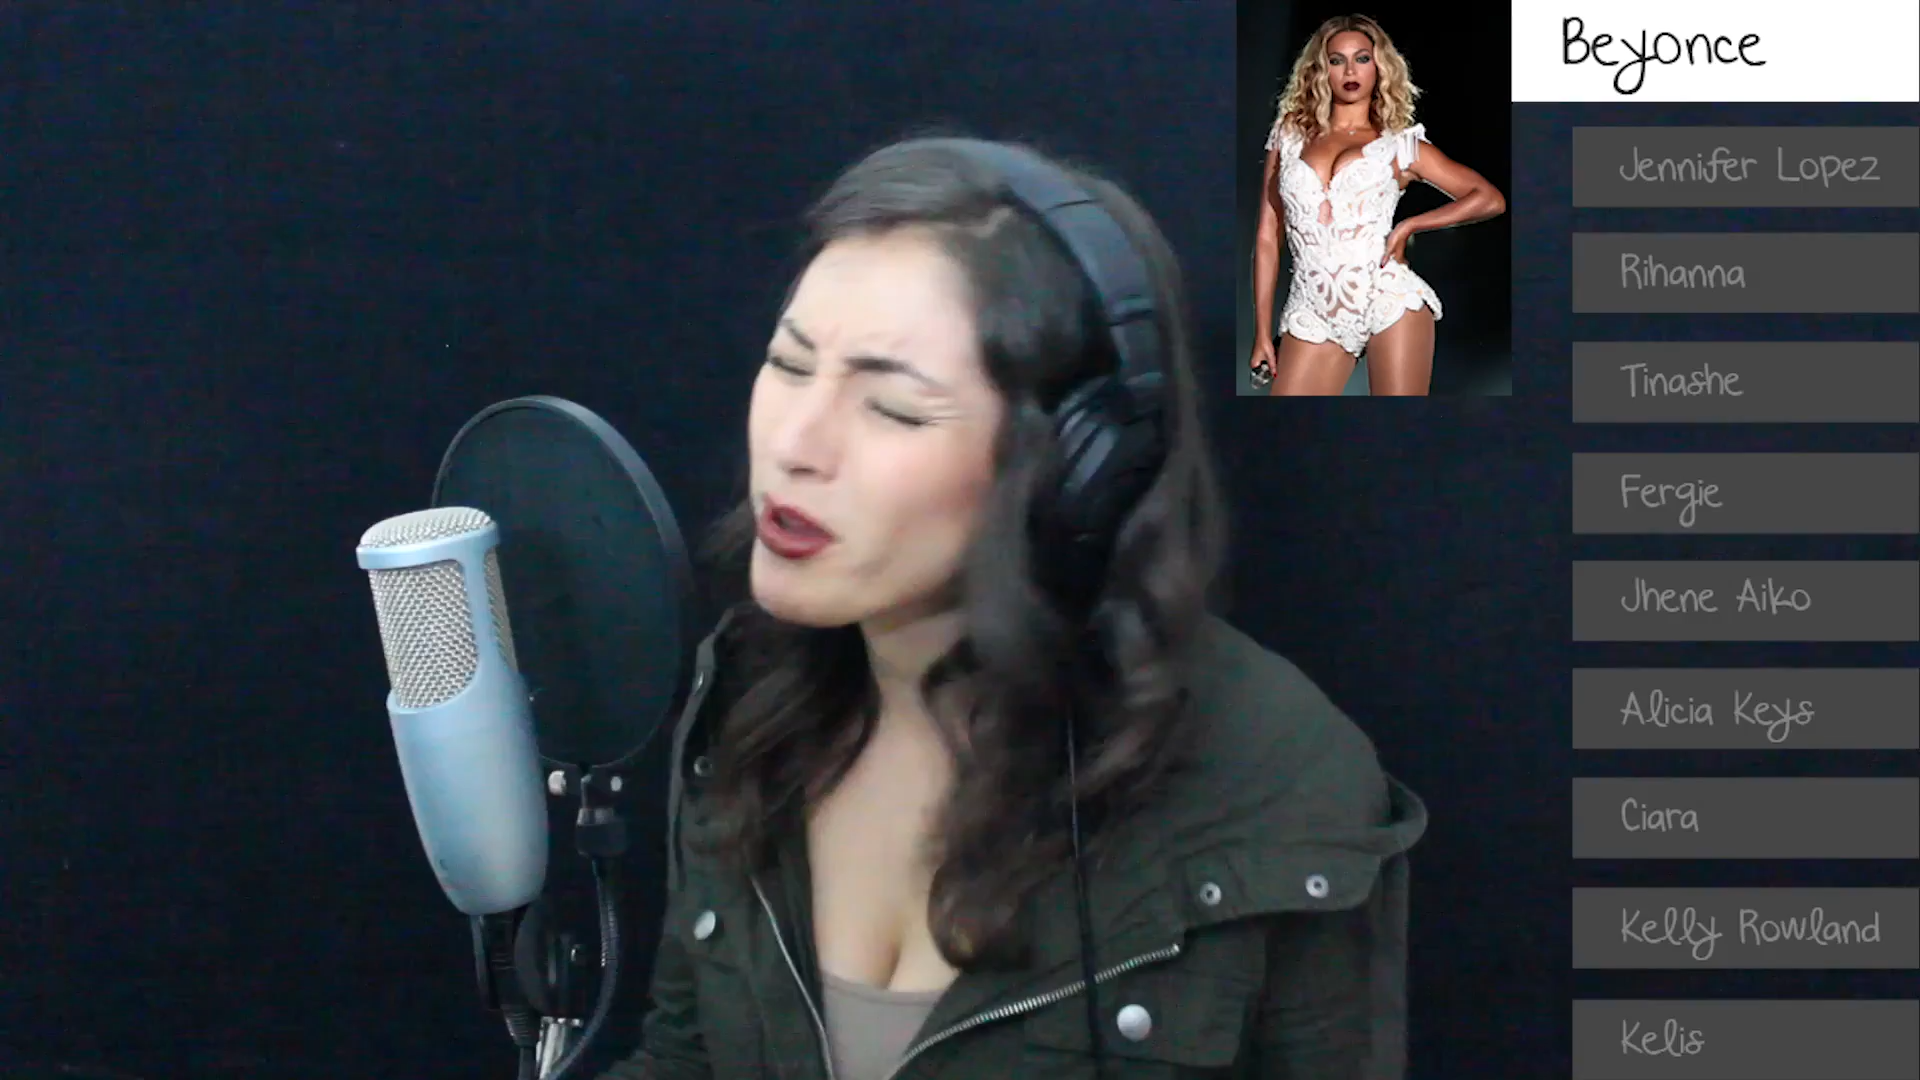 Beyonce
Jennifer Lopez
Rihanna
Tinashe
Fergie
Jhene Aiko
Alicia Keys
Ciara
Kelly Rowland
Kelis